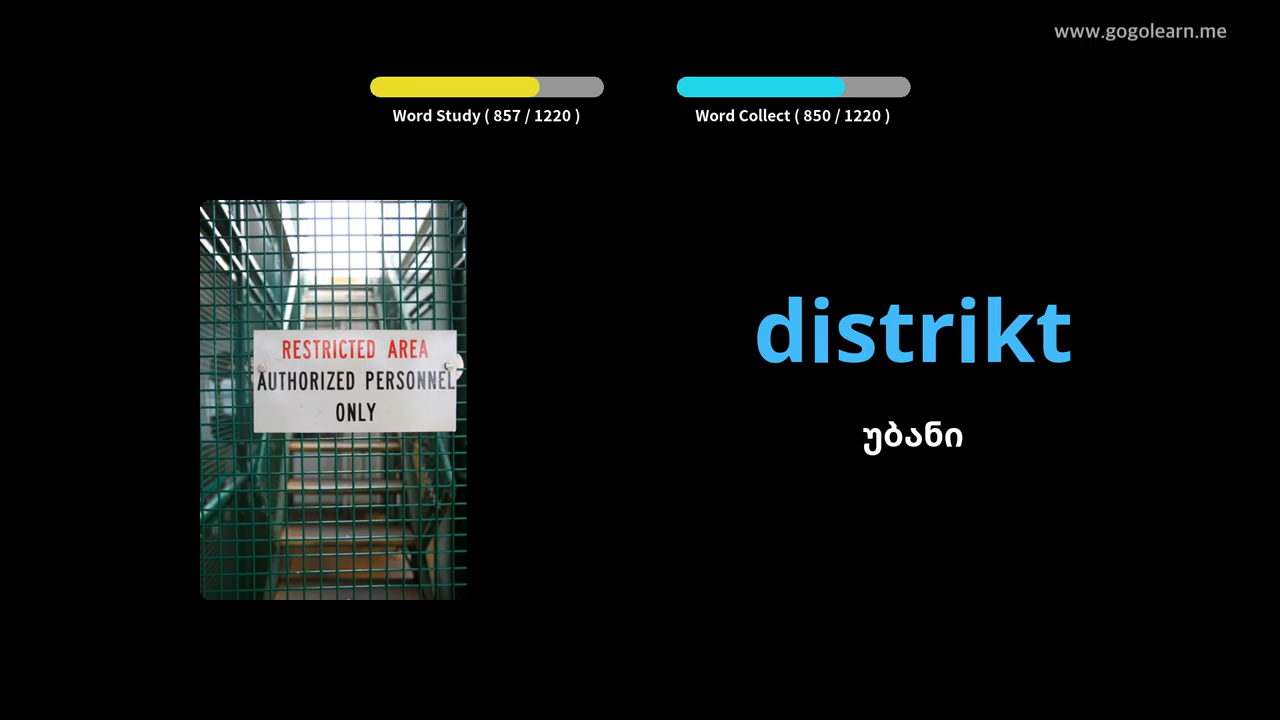 www.gogolearn.me
Word Study ( 857 / 1220 )
Word Collect ( 850 / 1220 )
RESTRICTED AREA
AUTHORIZED PERSONNEL
ONLY
distrikt
უბანი